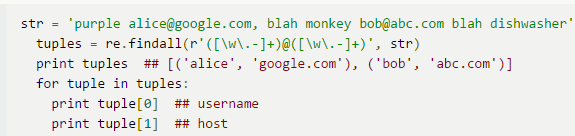 str = 'purple alice@google.com, blah monkey bob@abc.com blah dishwasher'
  tuples = re.findall(r'([\w\.-]+)@([\w\.-]+)', str)
  print tuples  ## [('alice', 'google.com'), ('bob', 'abc.com')]
  for tuple in tuples:
    print tuple[0]  ## username
    print tuple[1]  ## host